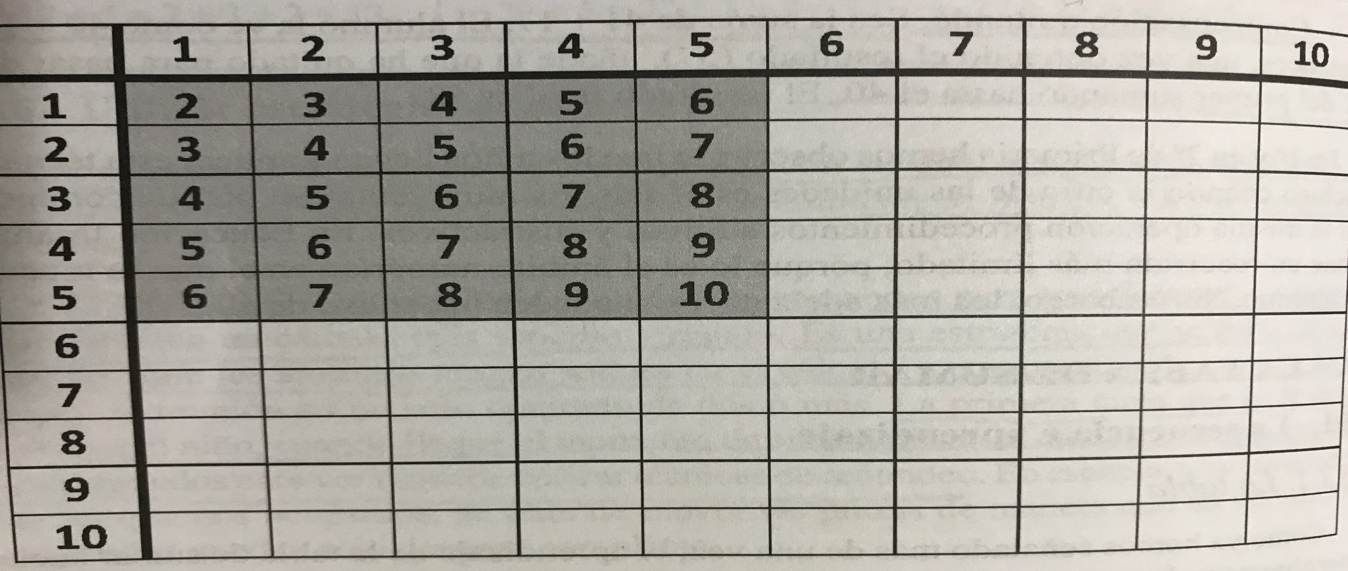 1 2 3 4 5 6 7 8 9 10
1 2 3 4 5 6
2 3 4 5 6 7
3 4 5 6 7 8
4 5 6 7 8 9
5 6 7 8 9 10
6
7
8
9
10